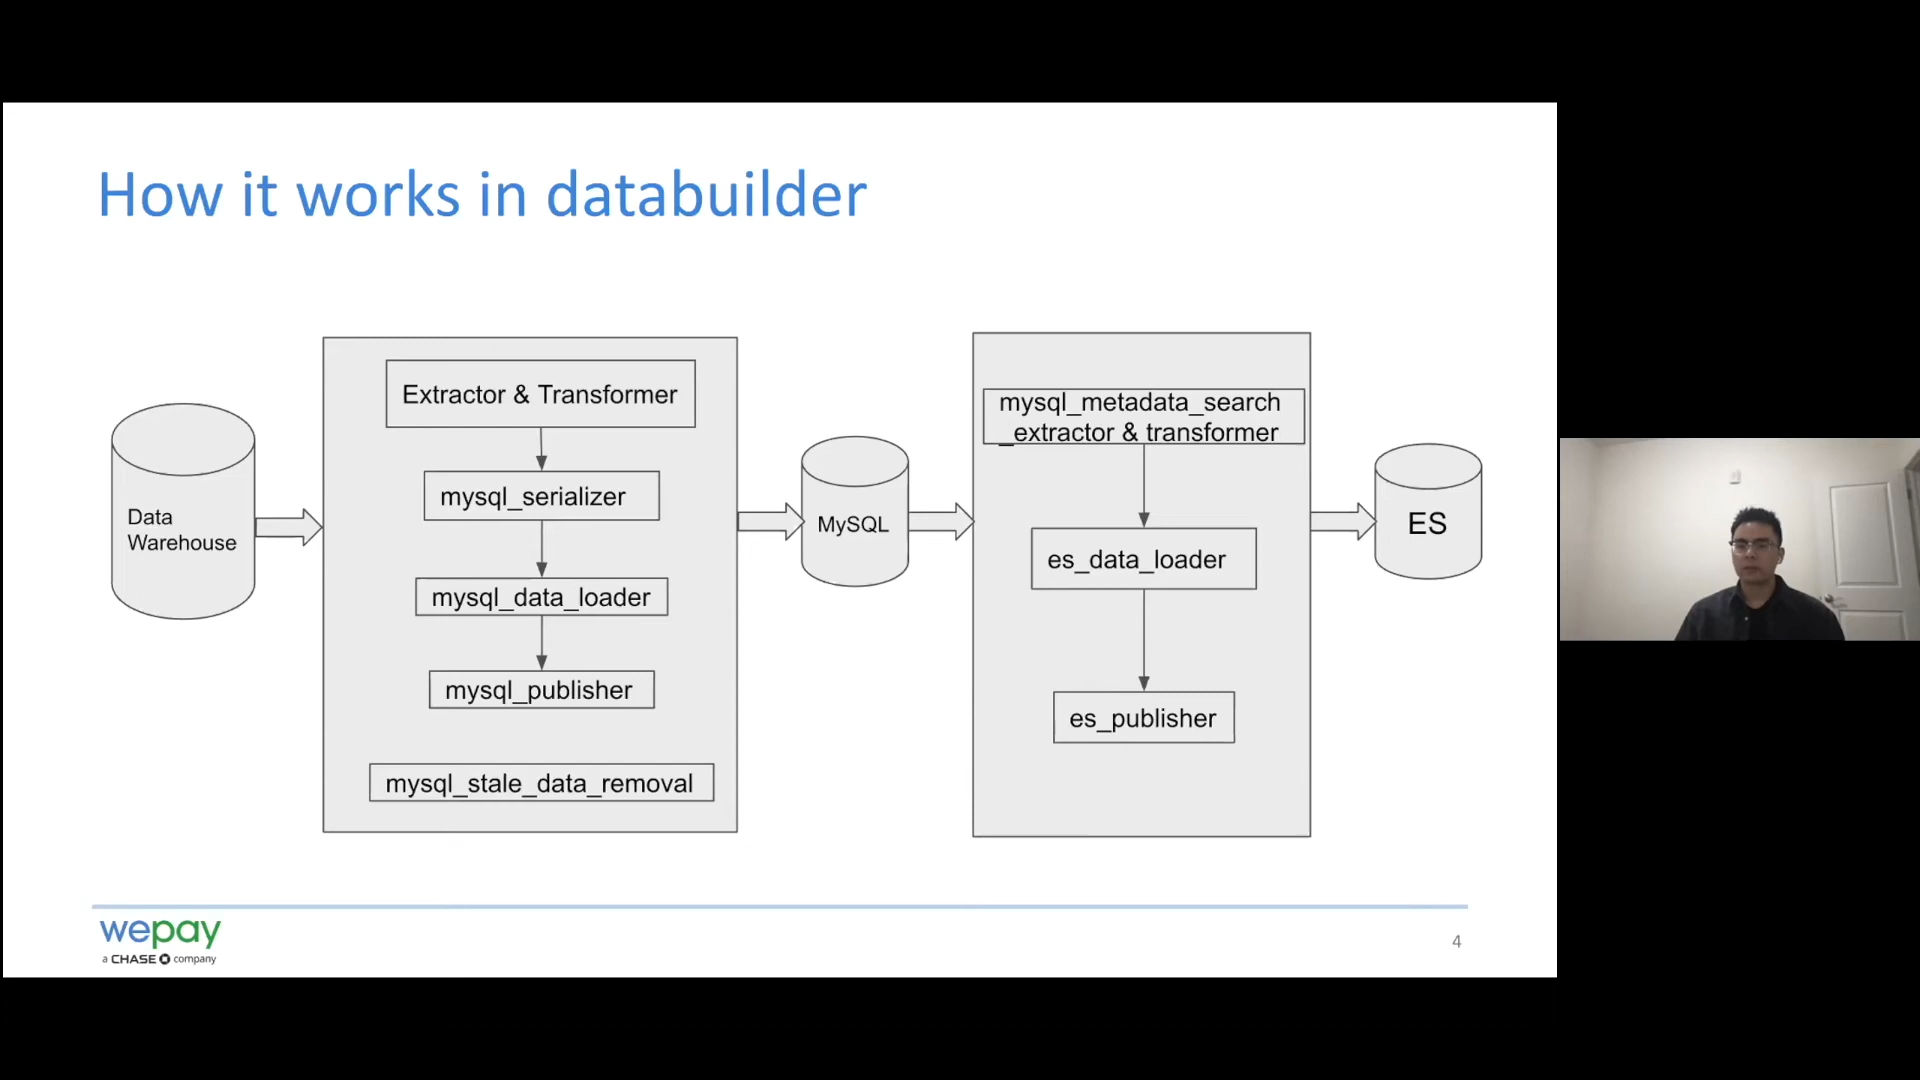 How it works in databuilder
Data
Warehouse
Extractor & Transformer
mysql_serializer
mysql_data_loader
mysql_publisher
mysql_stale_data_removal
MySQL
mysql_metadata_search
_extractor & transformer
es_data_loader
es_publisher
ES
wepay
a CHASE company
4